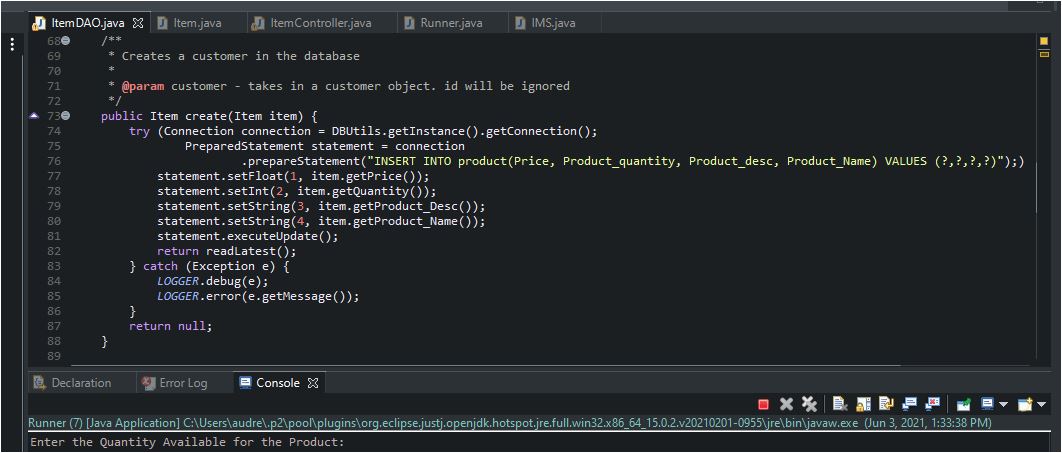 ItemDAO.java Item.java ItemController.java Runner.java IMS.java
68 /**
69 * Creates a customer in the database
70 *
71 * @param customer - takes in a customer object. id will be ignored
72 */
73 public Item create(Item item) {
74 try (Connection connection = DBUtils.getInstance().getConnection();
75 PreparedStatement statement = connection
76 .prepareStatement("INSERT INTO product(Price, Product_quantity, Product_desc, Product_Name) VALUES (?,?,?,?)");)
77 statement.setFloat(1, item.getPrice());
78 statement.setInt(2, item.getQuantity());
79 statement.setString(3, item.getProduct_Desc());
80 statement.setString(4, item.getProduct_Name());
81 statement.executeUpdate();
82 return readLatest();
83 } catch (Exception e) {
84 LOGGER.debug(e);
85 LOGGER.error(e.getMessage());
86 }
87 return null;
88 }
89
Declaration Error Log Console
Runner (7) [Java Application] C:\Users\audre\.p2\pool\plugins\org.eclipse.justj.openjdk.hotspot.jre.full.win32.x86_64_15.0.2.v20210201-0955\jre\bin\javaw.exe (Jun 3, 2021, 1:33:38 PM)
Enter the Quantity Available for the Product: